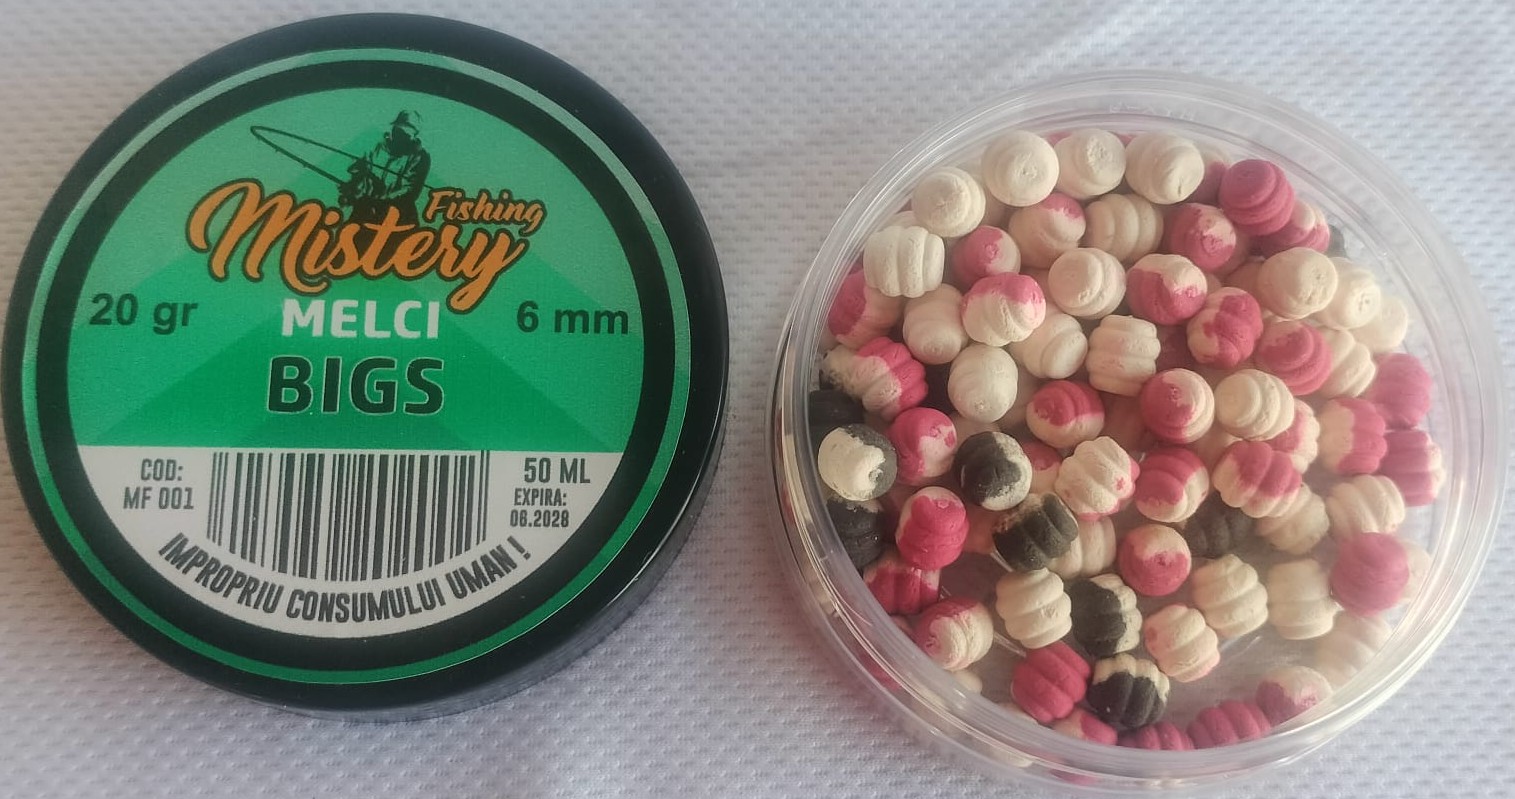 Fishing
Mistery
20 gr
MELCI
6 mm
BIGS
COD:
MF 001
50 ML
EXPIRA:
06.2028
IMPROPRIU CONSUMULUI UMAN !